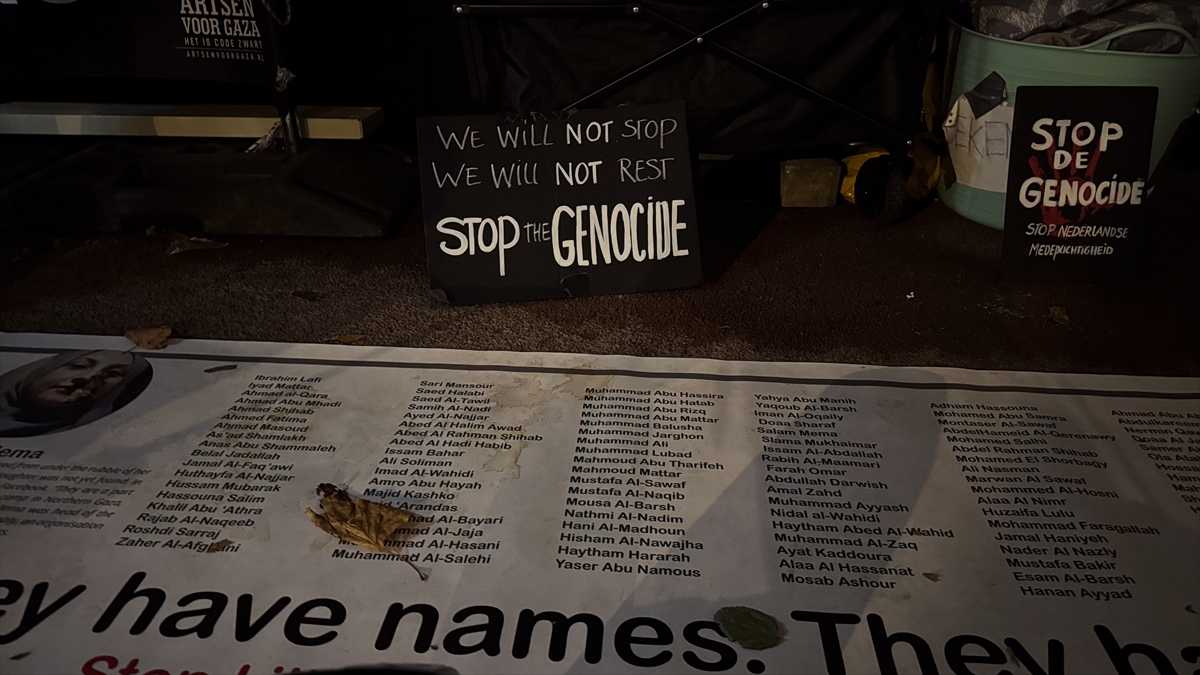 ARTSEN
VOOR GAZA
HET IS CODE ZWART
ARTSENVOORGAZA.NL
WE WILL NOT STOP
WE WILL NOT REST
STOP THE GENOCIDE
STOP
DE
GENOCIDE
STOP NEDERLANDSE
MEDEPLICHTIGHEID
Ibrahim Lafi
Iyad Mattar
Ahmad al-Qara
Ahmad Abu Mhadi
Ahmad Shihab
Ahmed Fatima
Ahmad Masoud
As'ad Shamlakh
Anas Abu Shammaleh
Belal Jadallah
Jamal Al-Faq'awi
Huthayfa Al-Najjar
Hussam Mubarak
Hassouna Salim
Khalil Abu 'Athra
Rajab Al-Naqeeb
Roshdi Sarraj
Zaher Al-Afghani
Sari Mansour
Saed Halabi
Saed Al-Tawil
Samih Al-Nadi
Ayed Al-Najjar
Abed Al Halim Awad
Abed Al Rahman Shihab
Abed Al Hadi Habib
Issam Bahar
Ali Soliman
Imad Al-Wahidi
Amro Abu Hayah
Majid Kashko
'Arandas
Al-Bayari
Al-Jaja
Al-Hasani
Muhammad Al-Salehi
Muhammad Abu Hassira
Muhammad Abu Hatab
Muhammad Abu Rizq
Muhammad Abu Mattar
Muhammad Balusha
Muhammad Jarghon
Muhammad Ali
Muhammad Lubad
Mahmoud Abu Tharifeh
Mahmoud Mattar
Mustafa Al-Sawaf
Mustafa Al-Naqib
Mousa Al-Barsh
Nathmi Al-Nadim
Hani Al-Madhoun
Hisham Al-Nawajha
Haytham Hararah
Yaser Abu Namous
Yahya Abu Manih
Yaqoub Al-Barsh
Iman Al-Oqaily
Doaa Sharaf
Salam Mema
Slama Mukhaimar
Issam Al-Abdallah
Rabih Al-Maamari
Farah Omar
Abdullah Darwish
Amal Zahd
Muhammad Ayyash
Nidal al-Wahidi
Haytham Abed Al-Wahid
Muhammad Al-Zaq
Ayat Kaddoura
Alaa Al Hassanat
Mosab Ashour
Adham Hassouna
Mohamed Abu Samra
Montaser Al-Sawaf
AbdelHamid Al-Qerenawy
Mohamed Salhi
Abdel Rahman Shihab
Mohamed El Shorbagy
Ali Nasman
Marwan Al Sawaf
Mohammed Al-Hosni
Alaa Al Nimr
Huzaifa Lulu
Mohammad Faragallah
Jamal Haniyeh
Nader Al Nazly
Mustafa Bakir
Esam Al-Barsh
Hanan Ayyad
have names. They